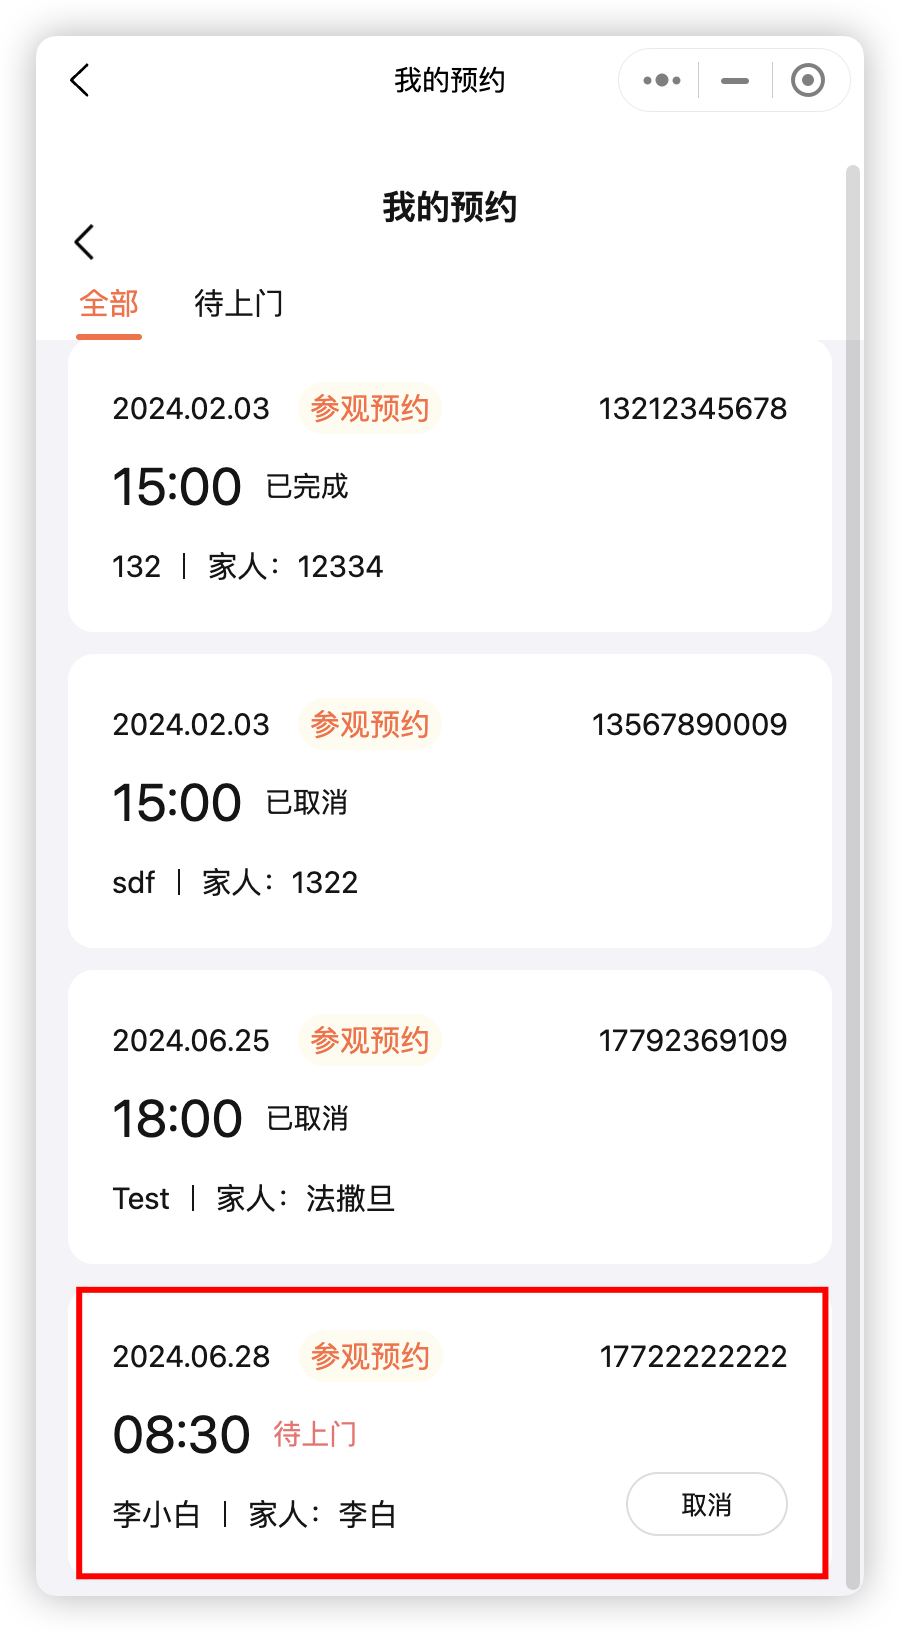 我的预约
我的预约
全部 待上门
2024.02.03 参观预约 13212345678
15:00 已完成
132 | 家人：12334
2024.02.03 参观预约 13567890009
15:00 已取消
sdf | 家人：1322
2024.06.25 参观预约 17792369109
18:00 已取消
Test | 家人：法撒旦
2024.06.28 参观预约 17722222222
08:30 待上门
李小白 | 家人：李白 取消